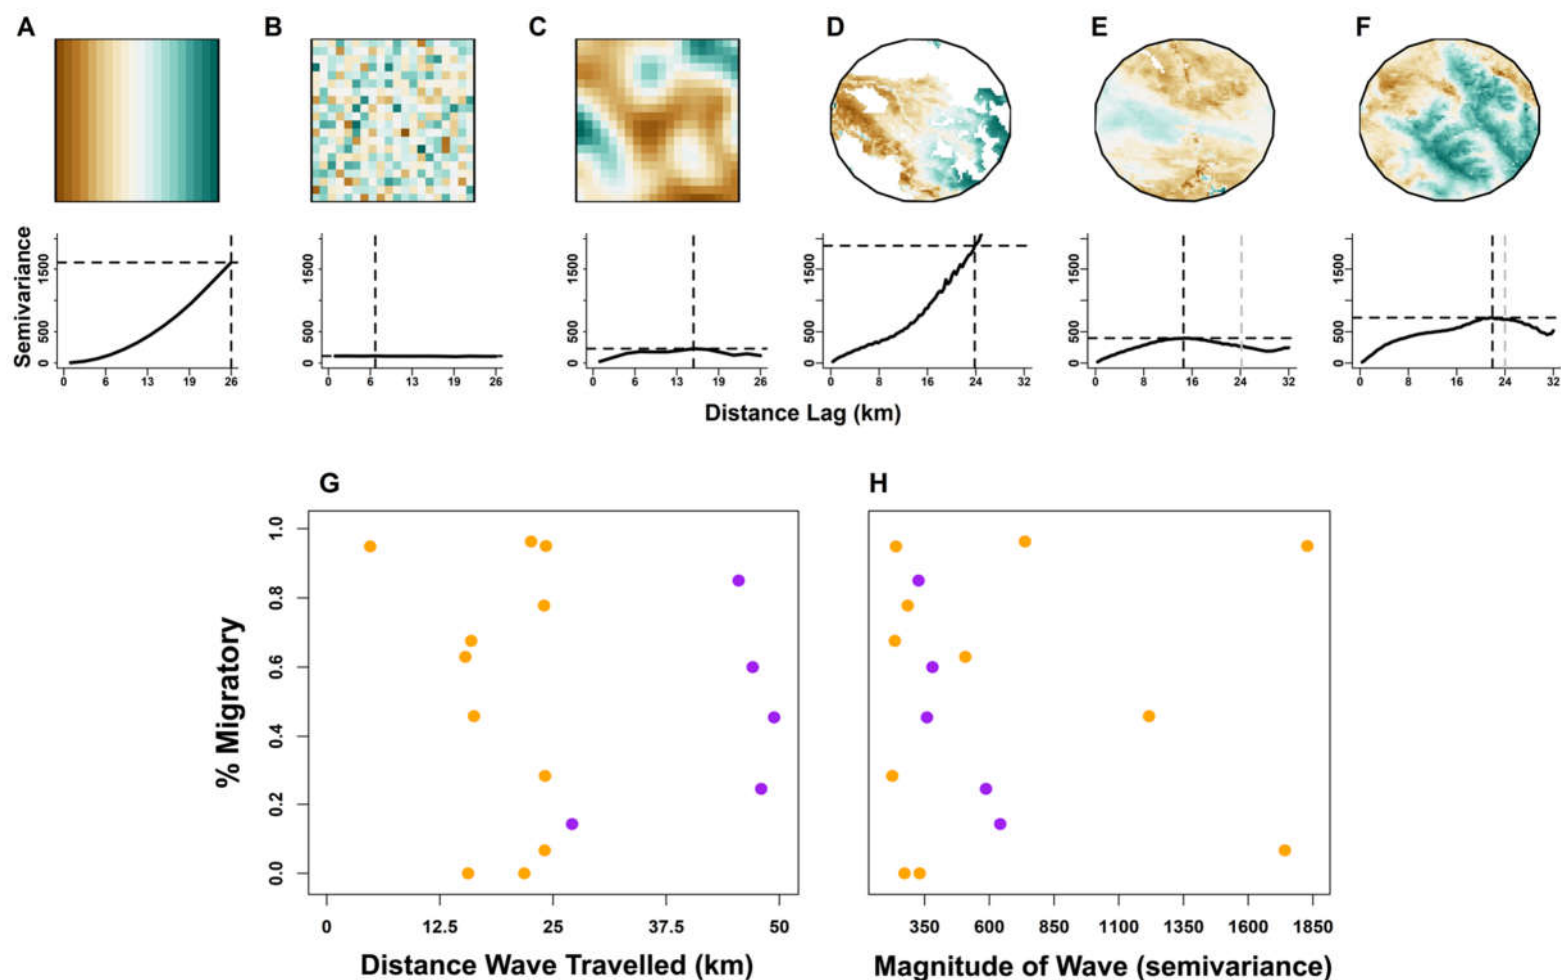 A B C D E F
Semivariance
1500 1500 1500 1500 1500 1500
500 500 500 500 500 500
0 0 0 0 0 0
0 6 13 19 26 0 6 13 19 26 0 6 13 19 26 0 8 16 24 32 0 8 16 24 32 0 8 16 24 32
Distance Lag (km)
G H
% Migratory
1.0
0.8
0.6
0.4
0.2
0.0
0 12.5 25 37.5 50 350 600 850 1100 1350 1600 1850
Distance Wave Travelled (km) Magnitude of Wave (semivariance)